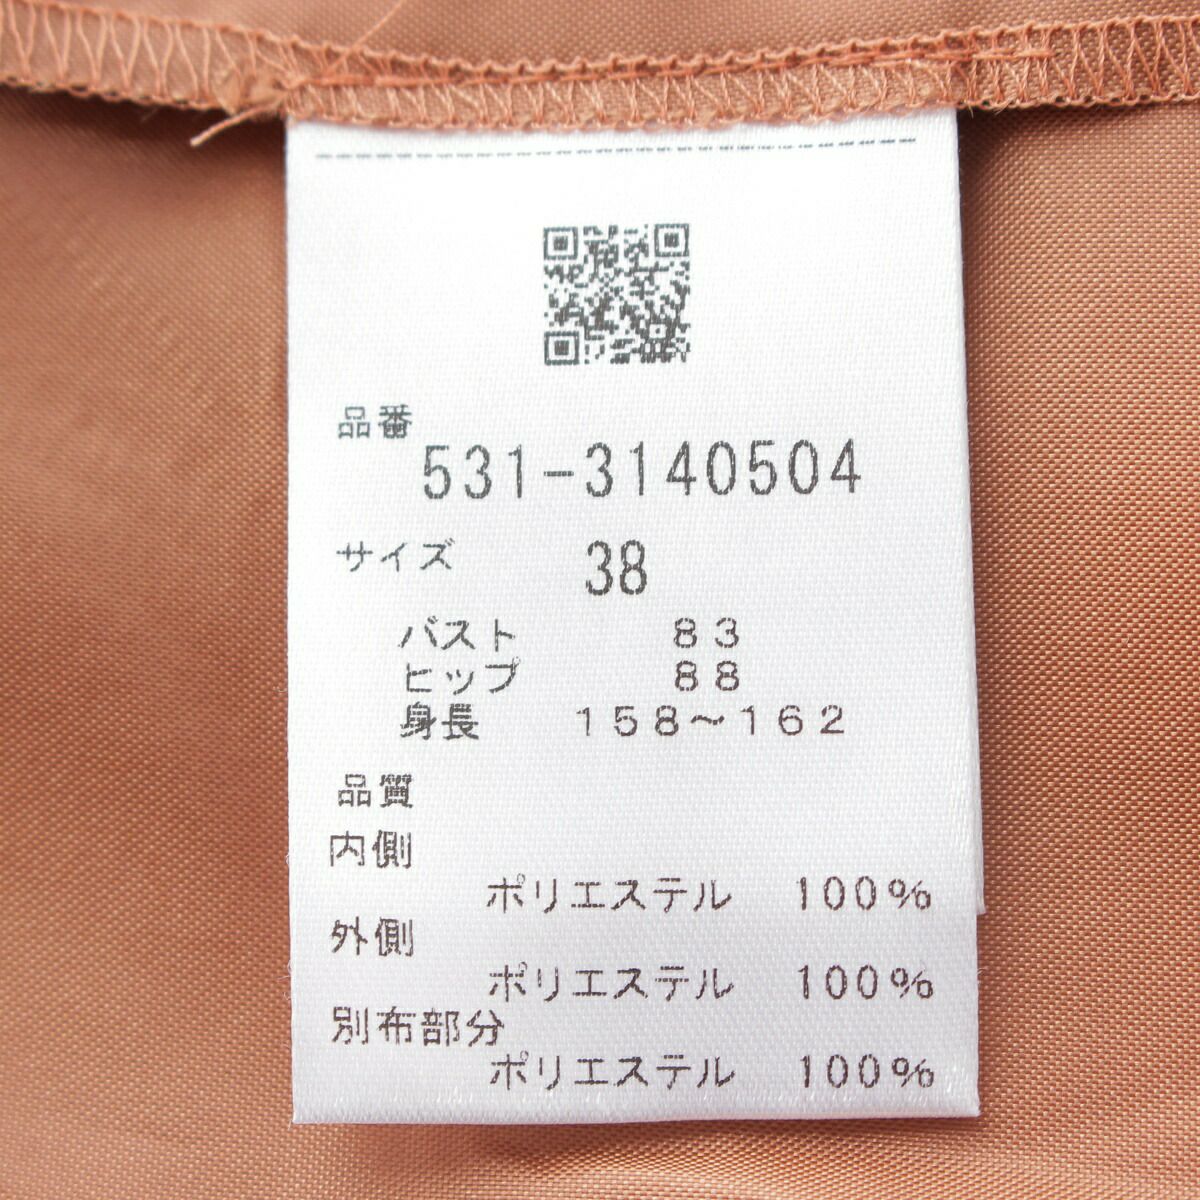 品番
531-3140504
サイズ 38
バスト 83
ヒップ 88
身長 158〜162
品質
内側
ポリエステル 100%
外側
ポリエステル 100%
別布部分
ポリエステル 100%